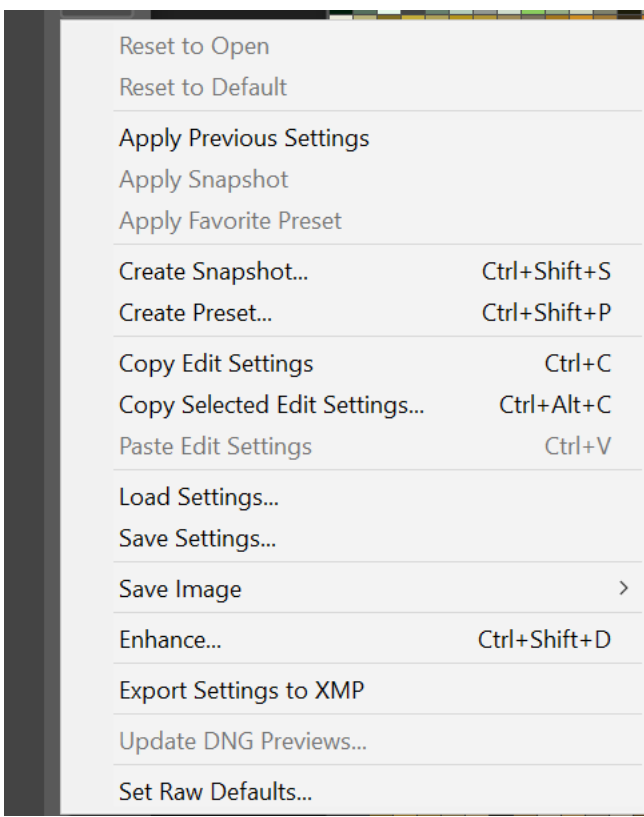 Reset to Open
Reset to Default
Apply Previous Settings
Apply Snapshot
Apply Favorite Preset
Create Snapshot... Ctrl+Shift+S
Create Preset... Ctrl+Shift+P
Copy Edit Settings Ctrl+C
Copy Selected Edit Settings... Ctrl+Alt+C
Paste Edit Settings Ctrl+V
Load Settings...
Save Settings...
Save Image
Enhance... Ctrl+Shift+D
Export Settings to XMP
Update DNG Previews...
Set Raw Defaults...